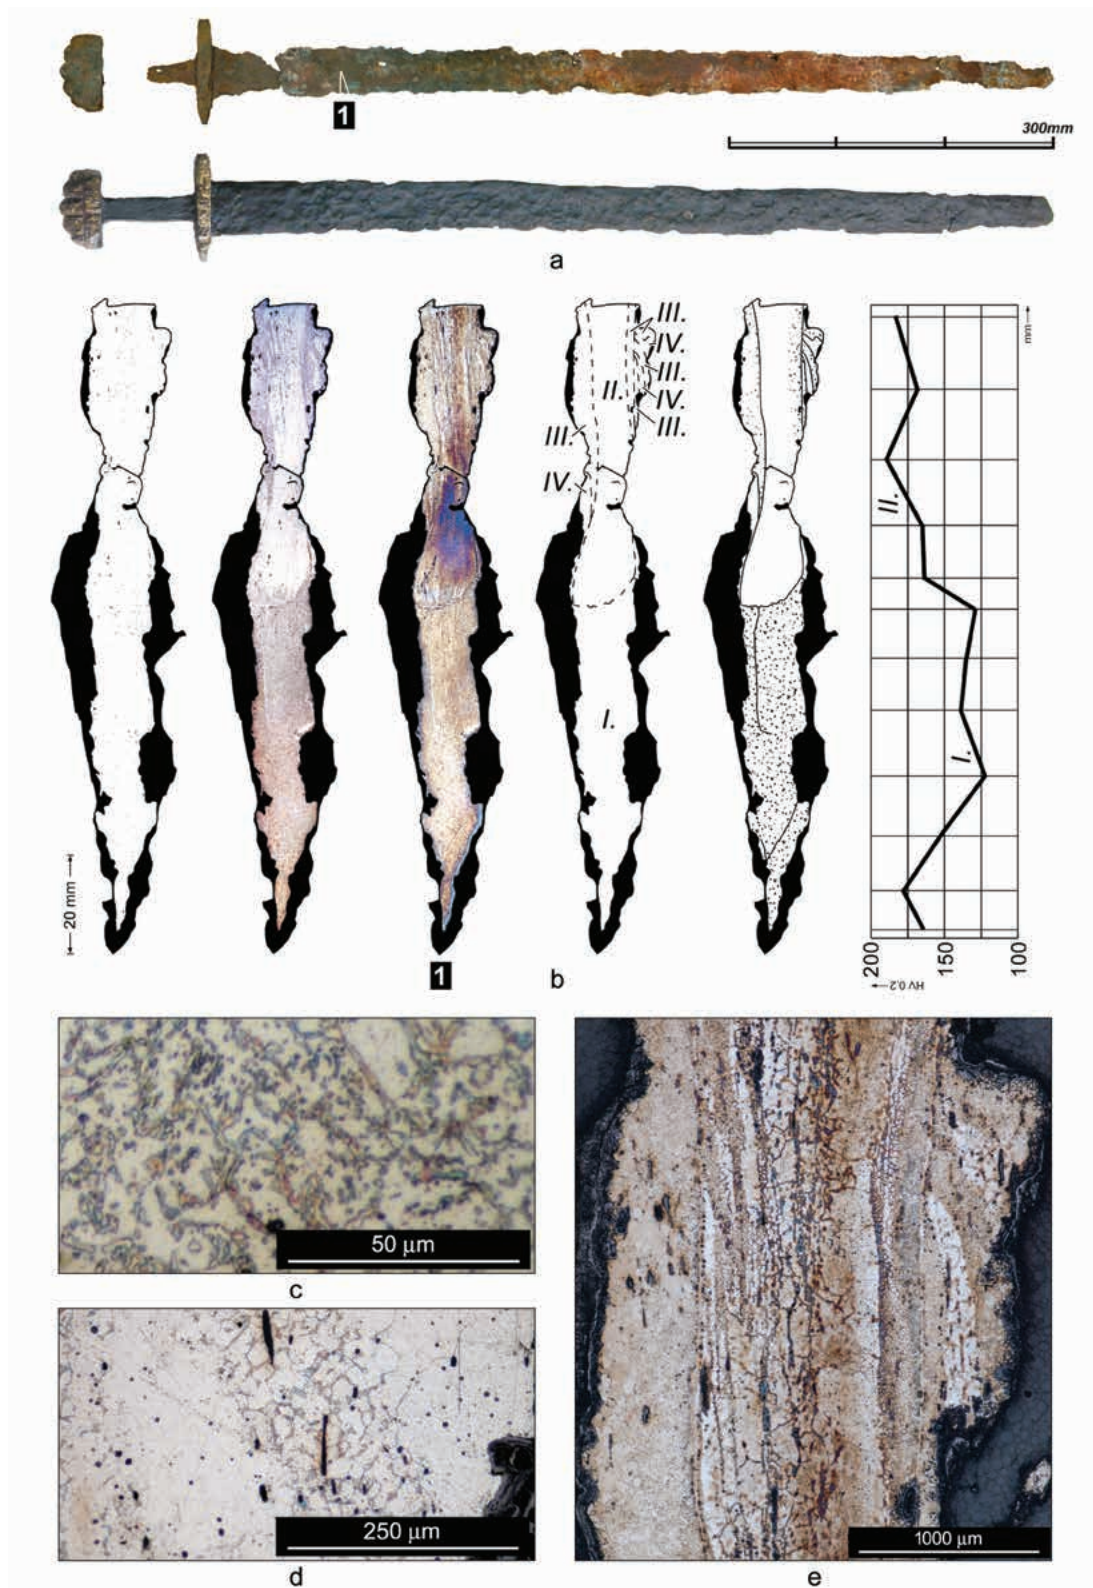 300mm
1
a
III.
IV.
III.
II.
IV.
III.
III.
IV.
I.
mm
II.
I.
20 mm
200
150
100
HV 0,2
1
b
50 μm
c
250 μm
d
1000 μm
e